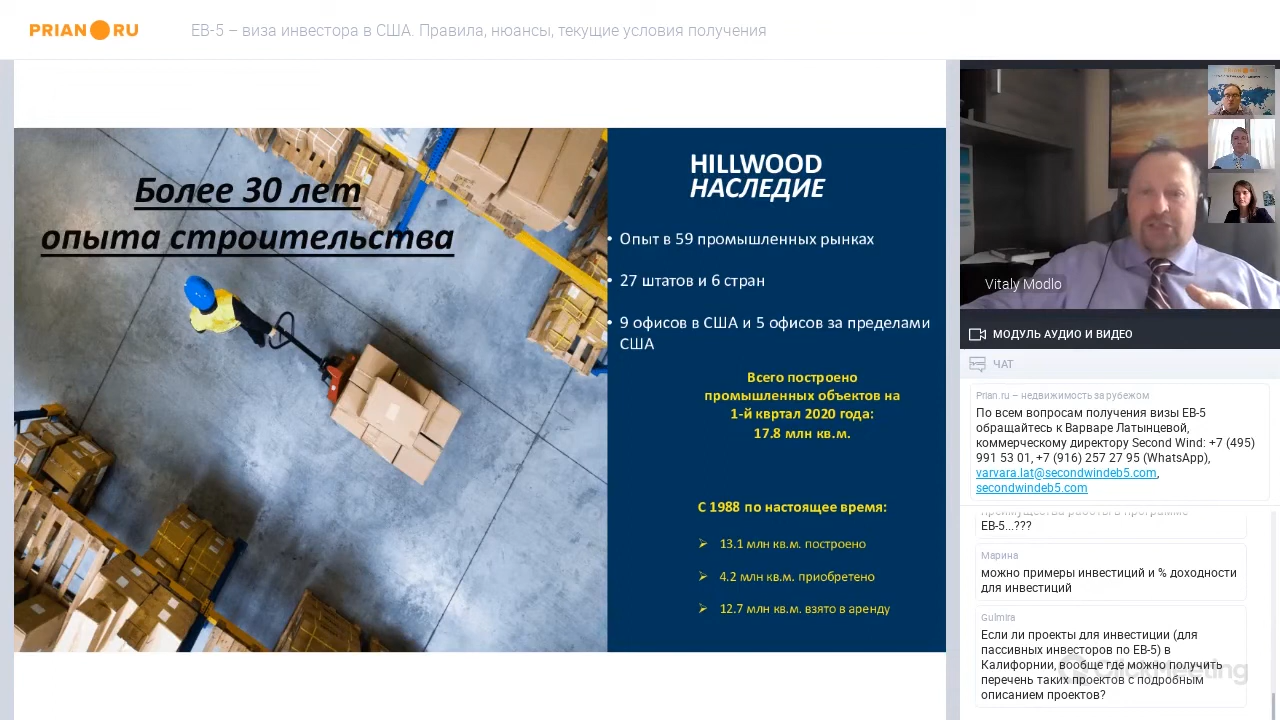 PRIAN RU
EB-5 – виза инвестора в США. Правила, нюансы, текущие условия получения
Более 30 лет
опыта строительства
HILLWOOD
НАСЛЕДИЕ
• Опыт в 59 промышленных рынках
• 27 штатов и 6 стран
• 9 офисов в США и 5 офисов за пределами
США
Всего построено
промышленных объектов на
1-й квртал 2020 года:
17.8 млн кв.м.
С 1988 по настоящее время:
➢ 13.1 млн кв.м. построено
➢ 4.2 млн кв.м. приобретено
➢ 12.7 млн кв.м. взято в аренду
Vitaly Modlo
МОДУЛЬ АУДИО И ВИДЕО
ЧАТ
Prian.ru – недвижимость за рубежом
По всем вопросам получения визы EB-5
обращайтесь к Варваре Латынцевой,
коммерческому директору Second Wind: +7 (495)
991 53 01, +7 (916) 257 27 95 (WhatsApp),
varvara.lat@secondwindeb5.com,
secondwindeb5.com
преимущества работы в программе
EB-5...???
Марина
можно примеры инвестиций и % доходности
для инвестиций
Gulmira
Если ли проекты для инвестиции (для
пассивных инвесторов по EB-5) в
Калифорнии, вообще где можно получить
перечень таких проектов с подробным
описанием проектов?
ClickMeeting